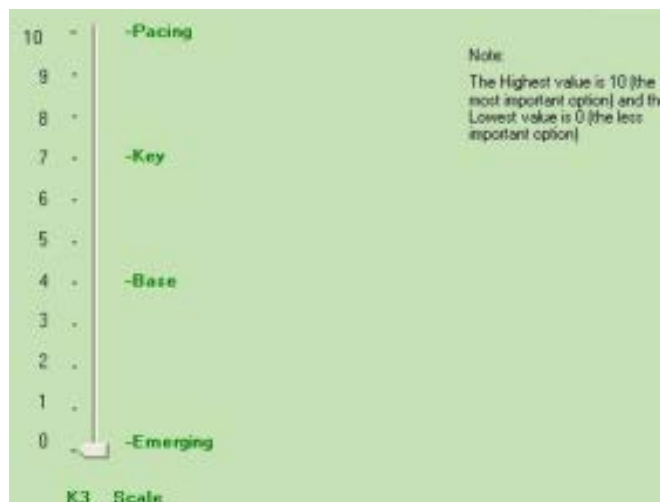 10 -Pacing
9
8
7 -Key
6
5
4 -Base
3
2
1
0 -Emerging
K3 Scale
Note:
The Highest value is 10 (the
most important option) and th
Lowest value is 0 (the less
important option)